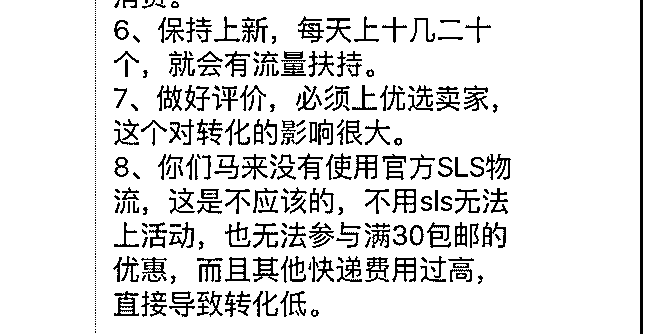 6、保持上新，每天上十几二十
个，就会有流量扶持。
7、做好评价，必须上优选卖家，
这个对转化的影响很大。
8、你们马来没有使用官方SLS物
流，这是不应该的，不用sls无法
上活动，也无法参与满30包邮的
优惠，而且其他快递费用过高，
直接导致转化低。